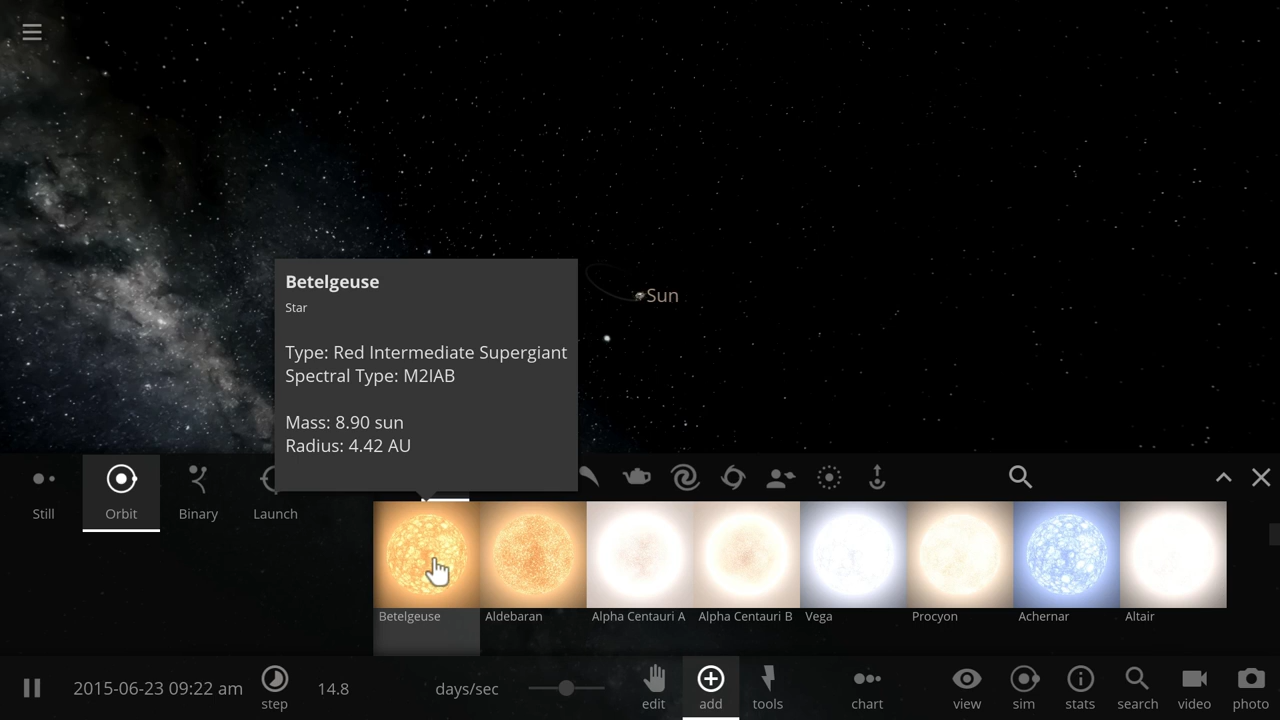 Sun
Betelgeuse
Star
Type: Red Intermediate Supergiant
Spectral Type: M2IAB
Mass: 8.90 sun
Radius: 4.42 AU
Still
Orbit
Binary
Launch
Betelgeuse
Aldebaran
Alpha Centauri A
Alpha Centauri B
Vega
Procyon
Achernar
Altair
2015-06-23 09:22 am
step
14.8
days/sec
edit
add
tools
chart
view
sim
stats
search
video
photo